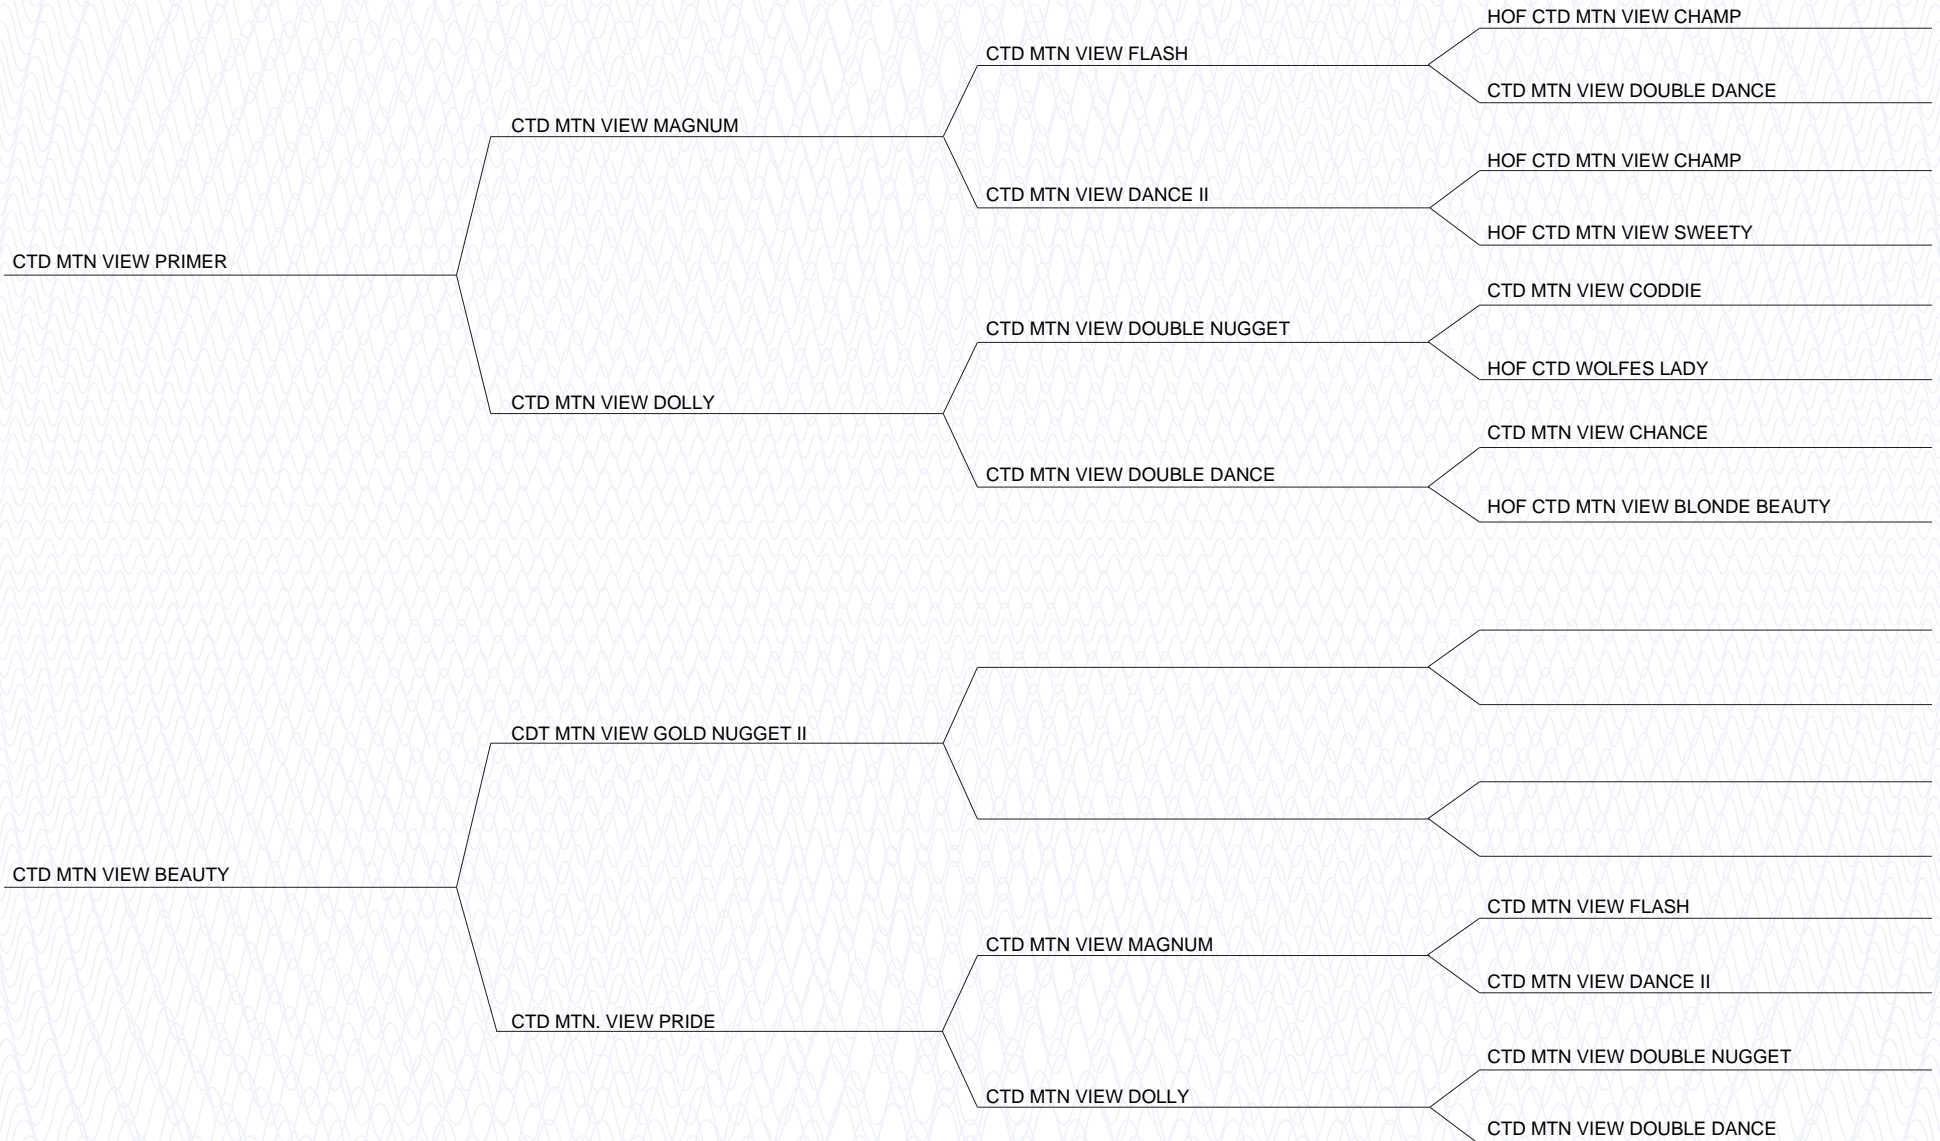 HOF CTD MTN VIEW CHAMP
CTD MTN VIEW FLASH
CTD MTN VIEW DOUBLE DANCE
CTD MTN VIEW MAGNUM
HOF CTD MTN VIEW CHAMP
CTD MTN VIEW DANCE II
HOF CTD MTN VIEW SWEETY
CTD MTN VIEW PRIMER
CTD MTN VIEW CODDIE
CTD MTN VIEW DOUBLE NUGGET
HOF CTD WOLFES LADY
CTD MTN VIEW DOLLY
CTD MTN VIEW CHANCE
CTD MTN VIEW DOUBLE DANCE
HOF CTD MTN VIEW BLONDE BEAUTY
CDT MTN VIEW GOLD NUGGET II
CTD MTN VIEW BEAUTY
CTD MTN VIEW FLASH
CTD MTN VIEW MAGNUM
CTD MTN VIEW DANCE II
CTD MTN. VIEW PRIDE
CTD MTN VIEW DOUBLE NUGGET
CTD MTN VIEW DOLLY
CTD MTN VIEW DOUBLE DANCE